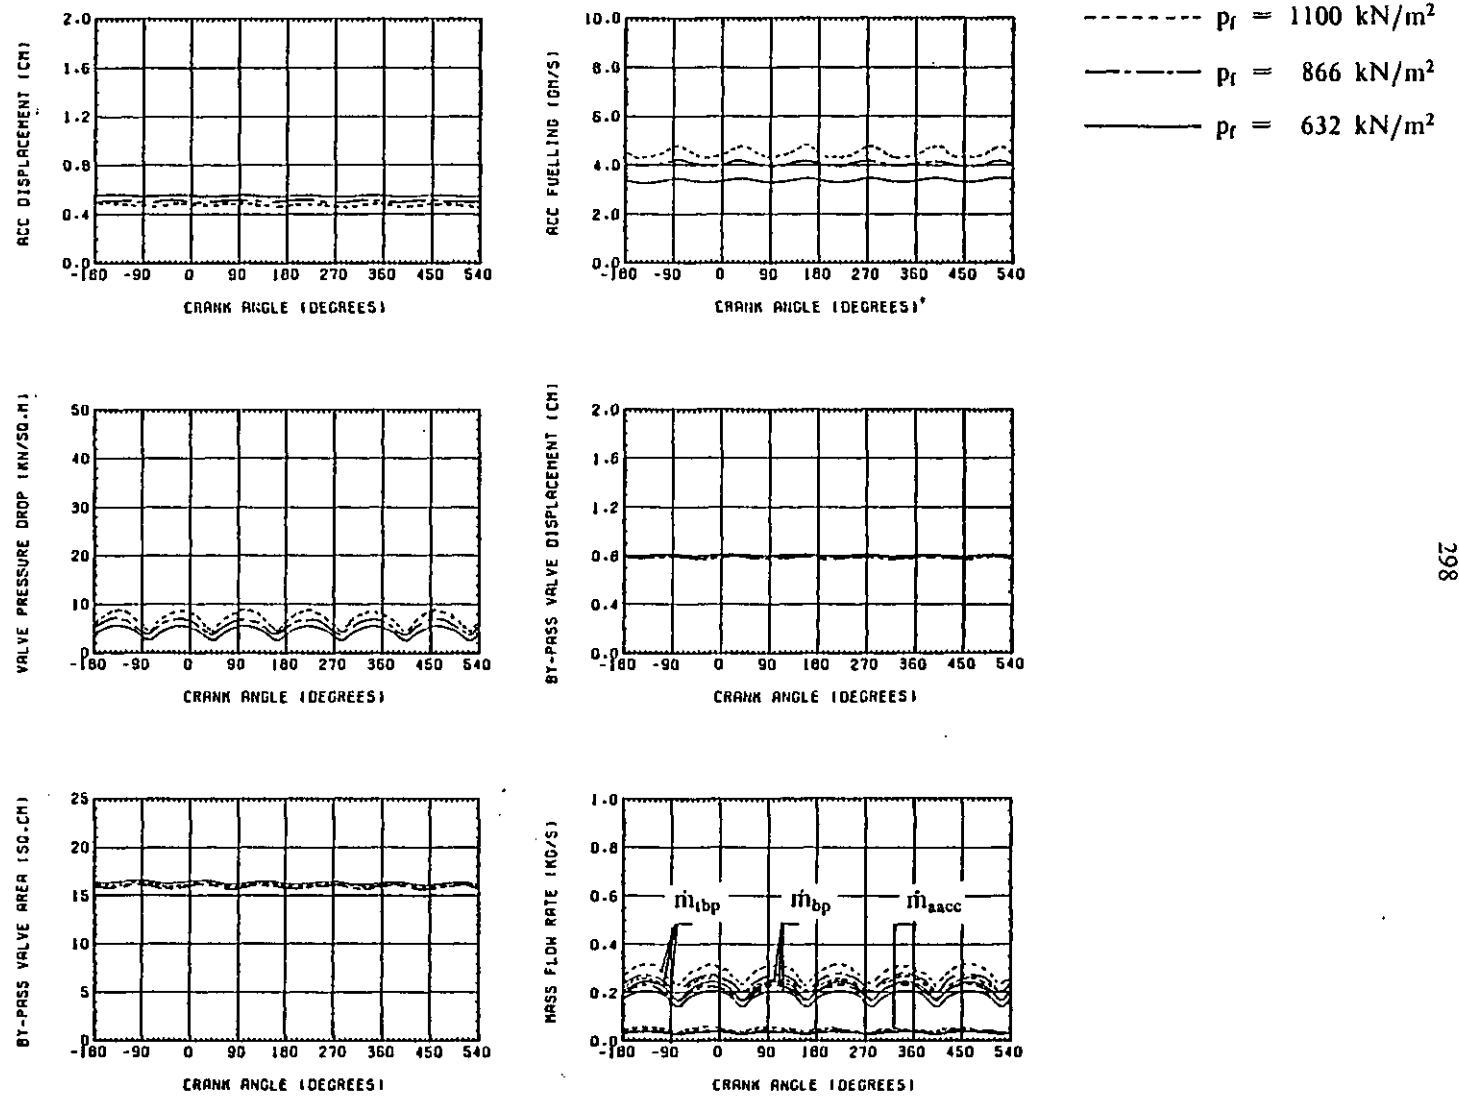 ---------- pf = 1100 kN/m²
—·—·— pf = 866 kN/m²
———— pf = 632 kN/m²
ACC DISPLACEMENT (CM)
2.0
1.6
1.2
0.8
0.4
0.0
-180 -90 0 90 180 270 360 450 540
CRANK ANGLE (DEGREES)
ACC FUELLING (GM/S)
10.0
8.0
6.0
4.0
2.0
0.0
-180 -90 0 90 180 270 360 450 540
CRANK ANGLE (DEGREES)
VALVE PRESSURE DROP (KN/SQ.M)
50
40
30
20
10
0
-180 -90 0 90 180 270 360 450 540
CRANK ANGLE (DEGREES)
BY-PASS VALVE DISPLACEMENT (CM)
2.0
1.6
1.2
0.8
0.4
0.0
-180 -90 0 90 180 270 360 450 540
CRANK ANGLE (DEGREES)
298
BY-PASS VALVE AREA (SQ.CM)
25
20
15
10
5
0
-180 -90 0 90 180 270 360 450 540
CRANK ANGLE (DEGREES)
MASS FLOW RATE (KG/S)
1.0
0.8
0.6
0.4
0.2
0.0
ṁtbp ṁbp ṁaacc
-180 -90 0 90 180 270 360 450 540
CRANK ANGLE (DEGREES)